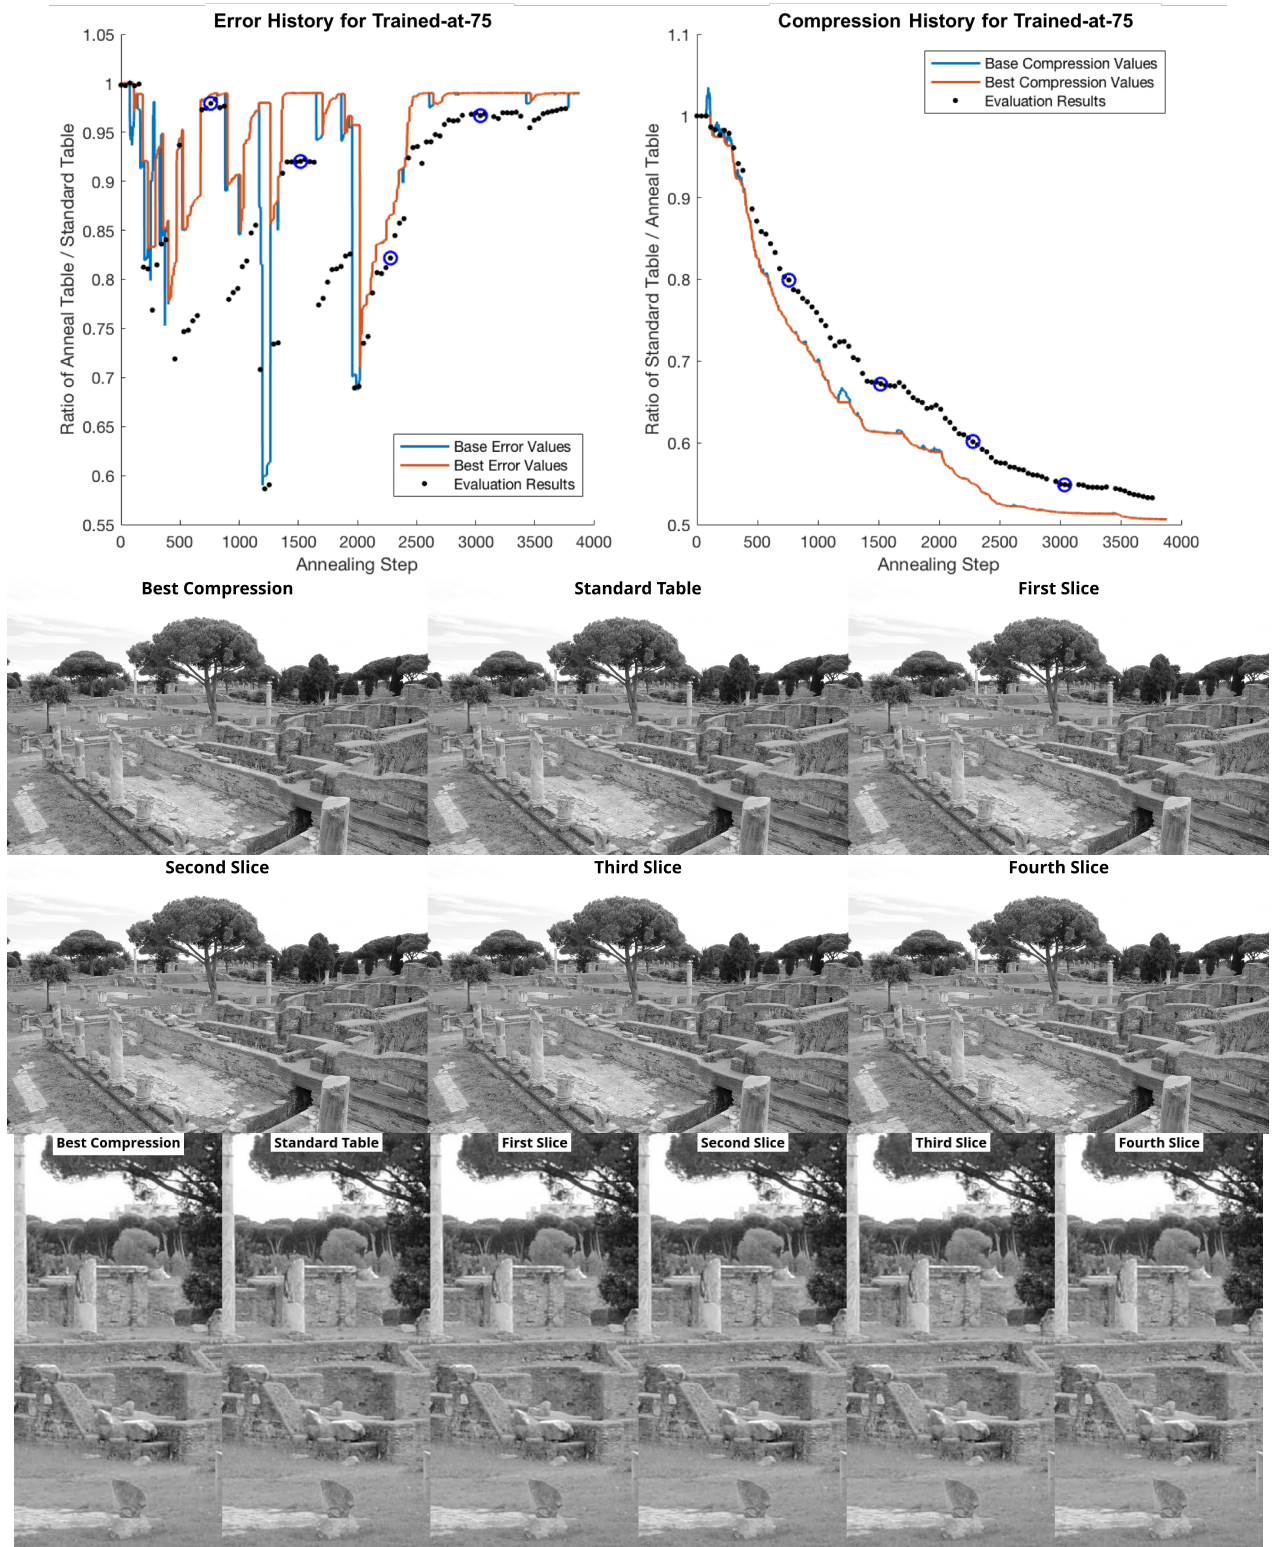 Error History for Trained-at-75
Ratio of Anneal Table / Standard Table
1.05
1
0.95
0.9
0.85
0.8
0.75
0.7
0.65
0.6
0.55
Base Error Values
Best Error Values
Evaluation Results
0 500 1000 1500 2000 2500 3000 3500 4000
Annealing Step
Compression History for Trained-at-75
Ratio of Standard Table / Anneal Table
1.1
1
0.9
0.8
0.7
0.6
0.5
Base Compression Values
Best Compression Values
Evaluation Results
0 500 1000 1500 2000 2500 3000 3500 4000
Annealing Step
Best Compression
Standard Table
First Slice
Second Slice
Third Slice
Fourth Slice
Best Compression
Standard Table
First Slice
Second Slice
Third Slice
Fourth Slice